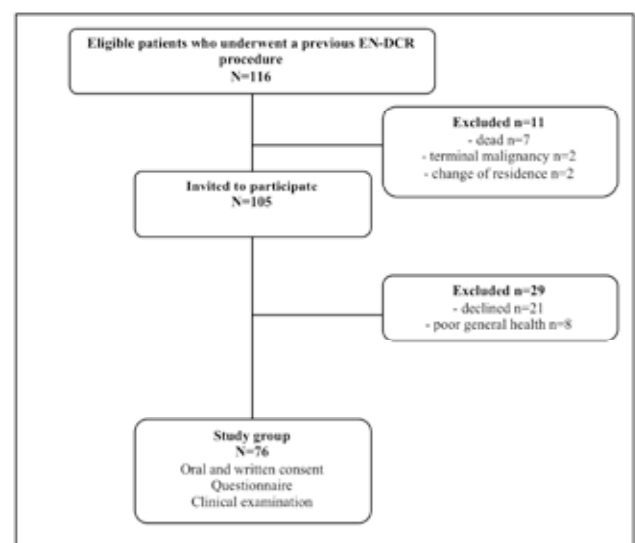 Eligible patients who underwent a previous EN-DCR
procedure
N=116
Excluded n=11
- dead n=7
- terminal malignancy n=2
- change of residence n=2
Invited to participate
N=105
Excluded n=29
- declined n=21
- poor general health n=8
Study group
N=76
Oral and written consent
Questionnaire
Clinical examination